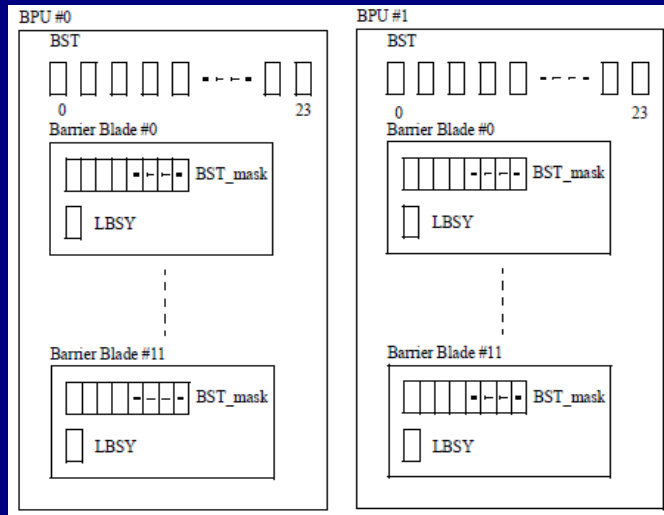 BPU #0
BST
0 23
Barrier Blade #0
BST_mask
LBSY
Barrier Blade #11
BST_mask
LBSY
BPU #1
BST
0 23
Barrier Blade #0
BST_mask
LBSY
Barrier Blade #11
BST_mask
LBSY